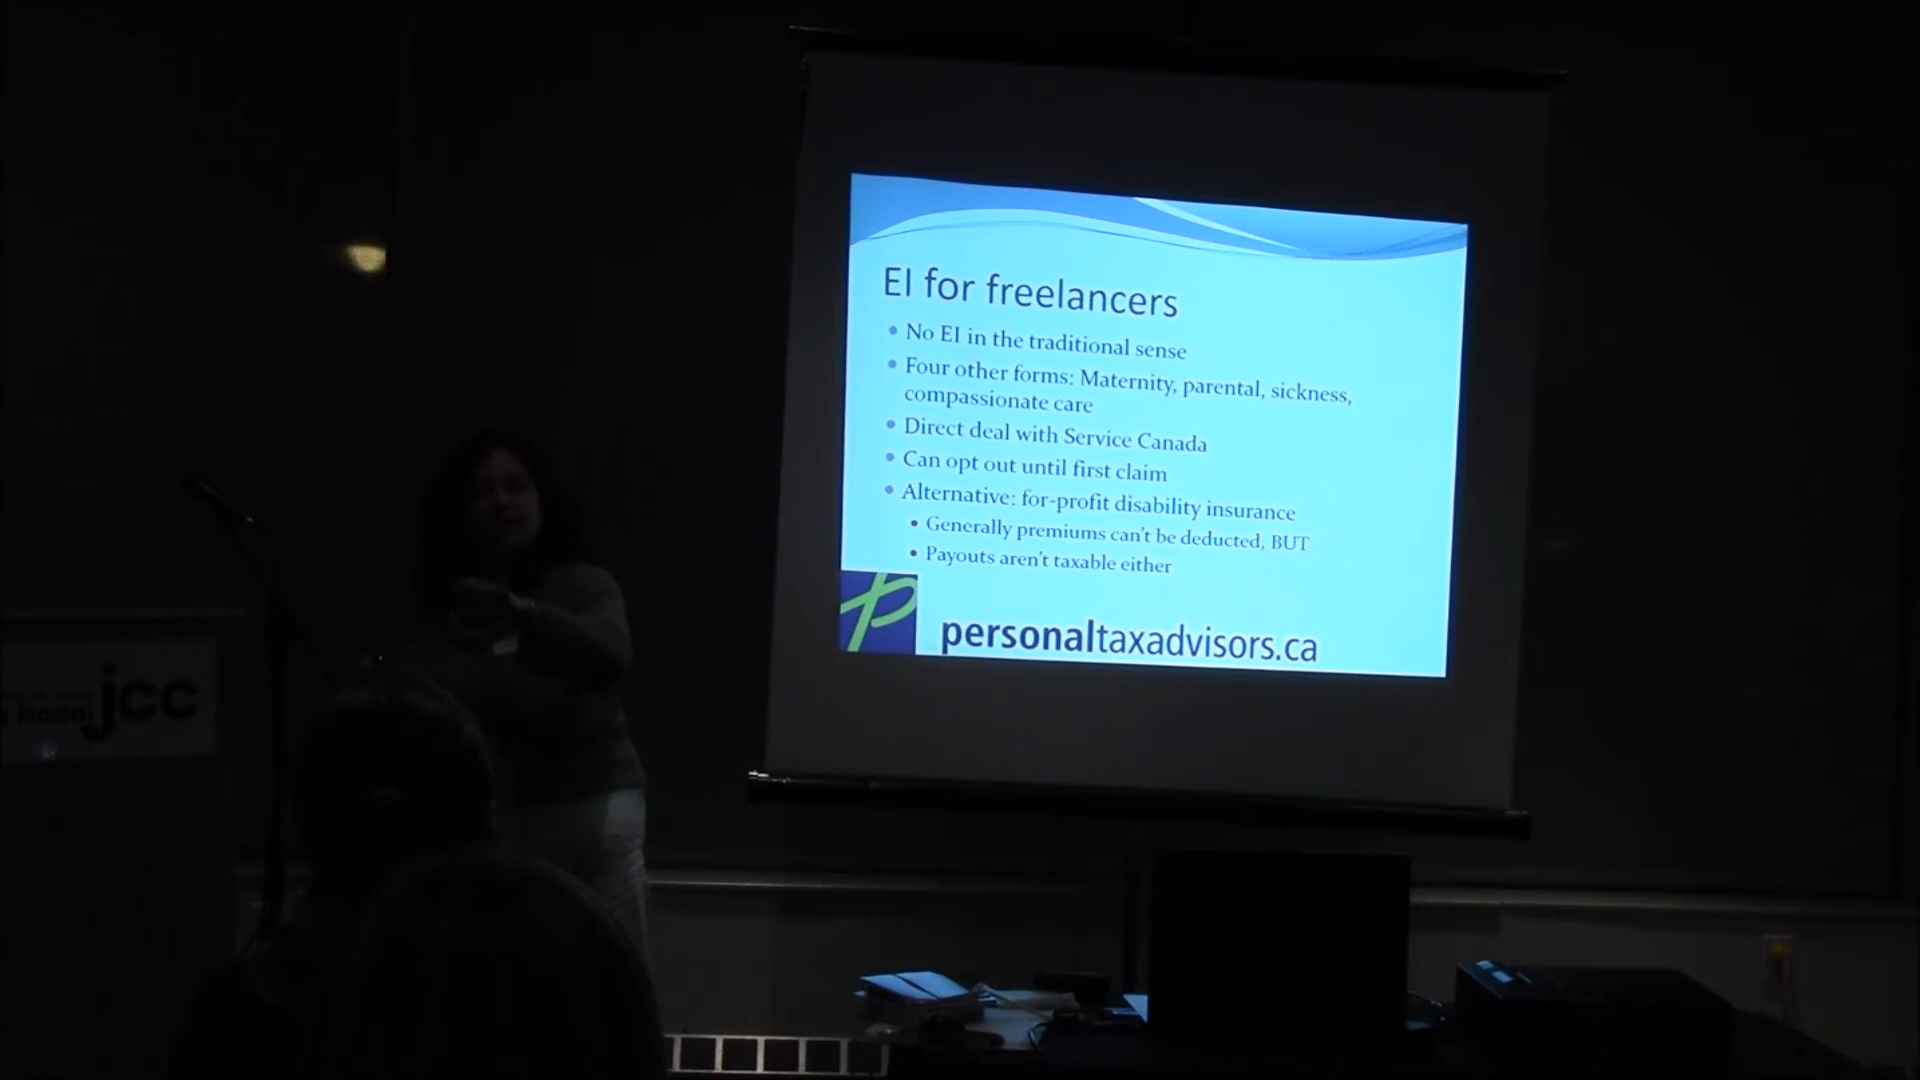 EI for freelancers
• No EI in the traditional sense
• Four other forms: Maternity, parental, sickness,
compassionate care
• Direct deal with Service Canada
• Can opt out until first claim
• Alternative: for-profit disability insurance
• Generally premiums can't be deducted, BUT
• Payouts aren't taxable either
personaltaxadvisors.ca
jcc